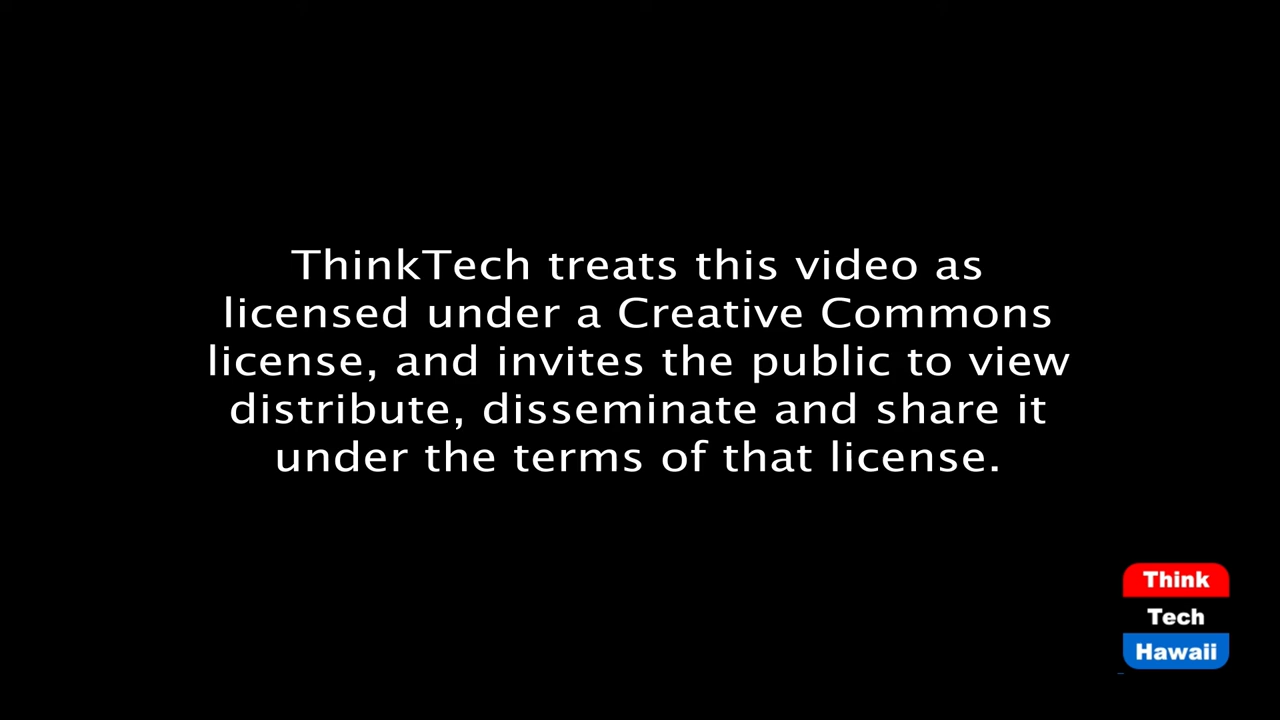 ThinkTech treats this video as
licensed under a Creative Commons
license, and invites the public to view
distribute, disseminate and share it
under the terms of that license.
Think
Tech
Hawaii